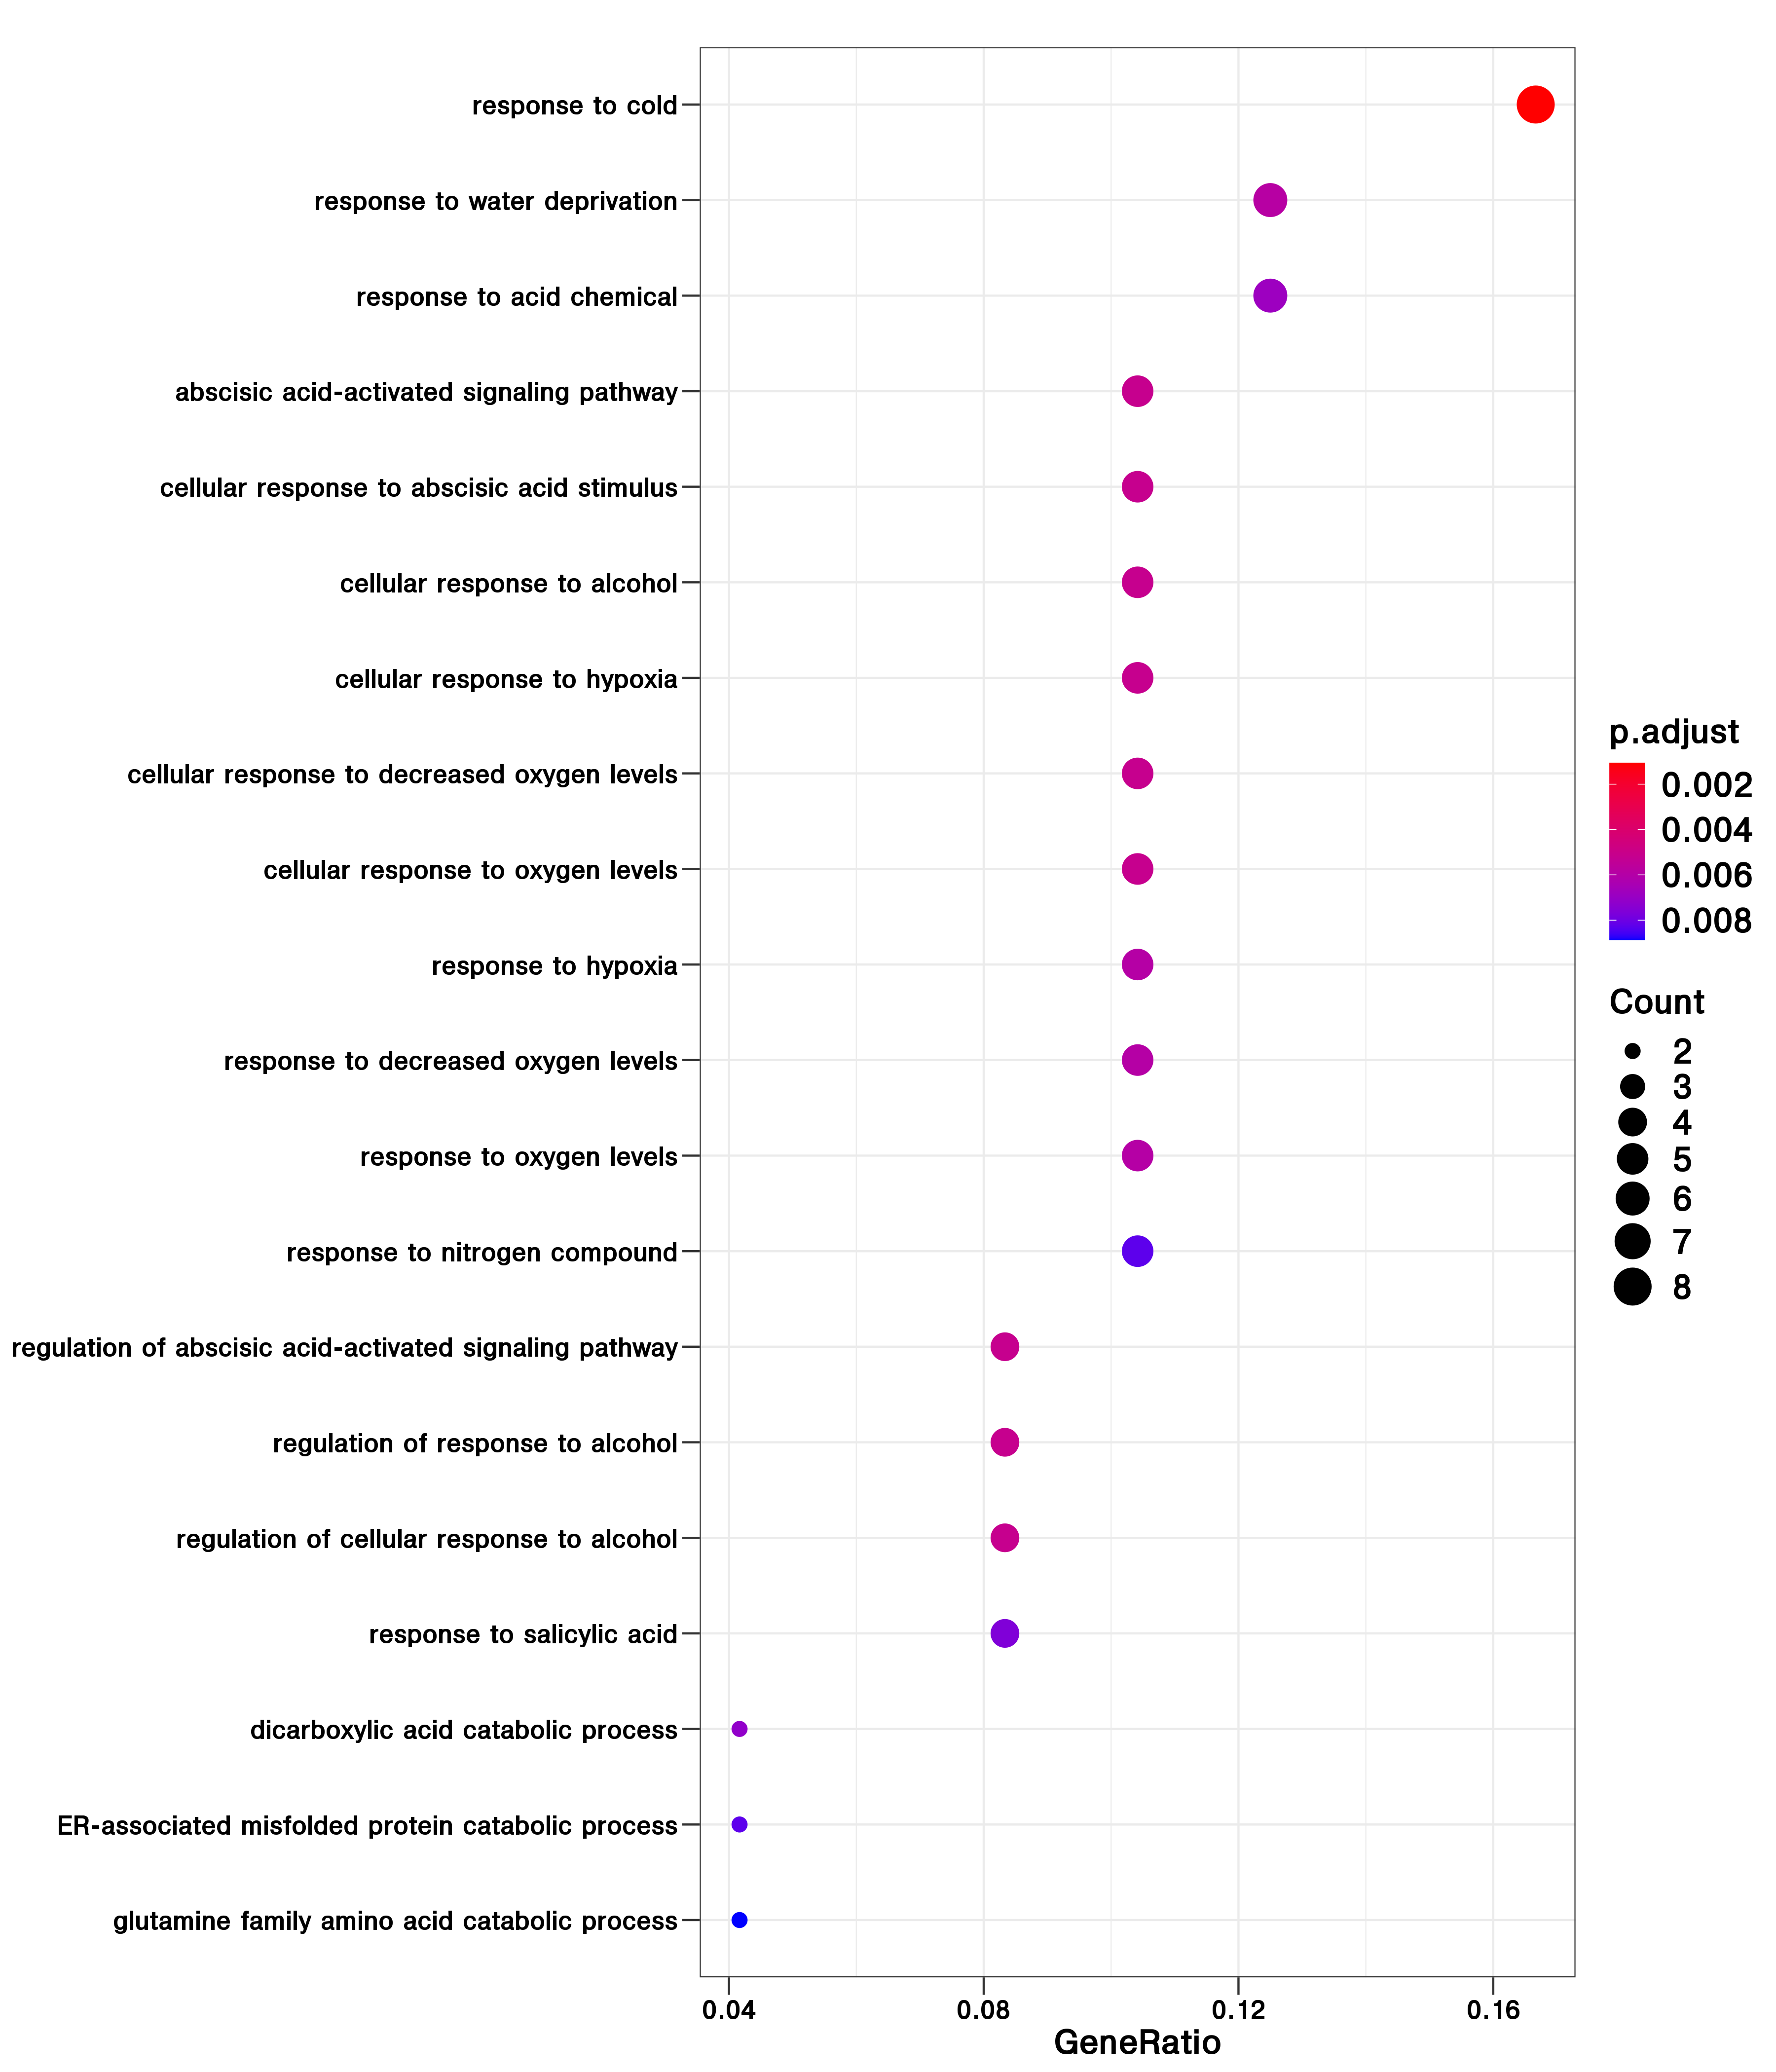 response to cold
response to water deprivation
response to acid chemical
abscisic acid-activated signaling pathway
cellular response to abscisic acid stimulus
cellular response to alcohol
cellular response to hypoxia
cellular response to decreased oxygen levels
cellular response to oxygen levels
response to hypoxia
response to decreased oxygen levels
response to oxygen levels
response to nitrogen compound
regulation of abscisic acid-activated signaling pathway
regulation of response to alcohol
regulation of cellular response to alcohol
response to salicylic acid
dicarboxylic acid catabolic process
ER-associated misfolded protein catabolic process
glutamine family amino acid catabolic process
0.04 0.08 0.12 0.16
GeneRatio
p.adjust
0.002
0.004
0.006
0.008
Count
2
3
4
5
6
7
8